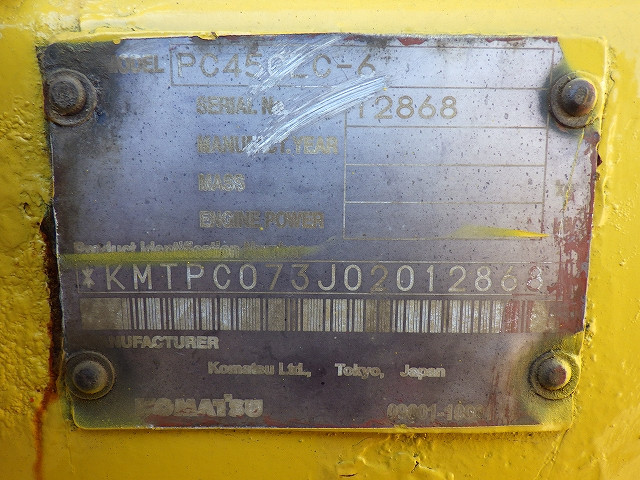 MODEL PC450LC-6
SERIAL No. 12868
MANUFACT.YEAR
MASS
ENGINE POWER
Product Identification Number
*KMTPC073J02012868
MANUFACTURER
Komatsu Ltd., Tokyo, Japan
KOMATSU